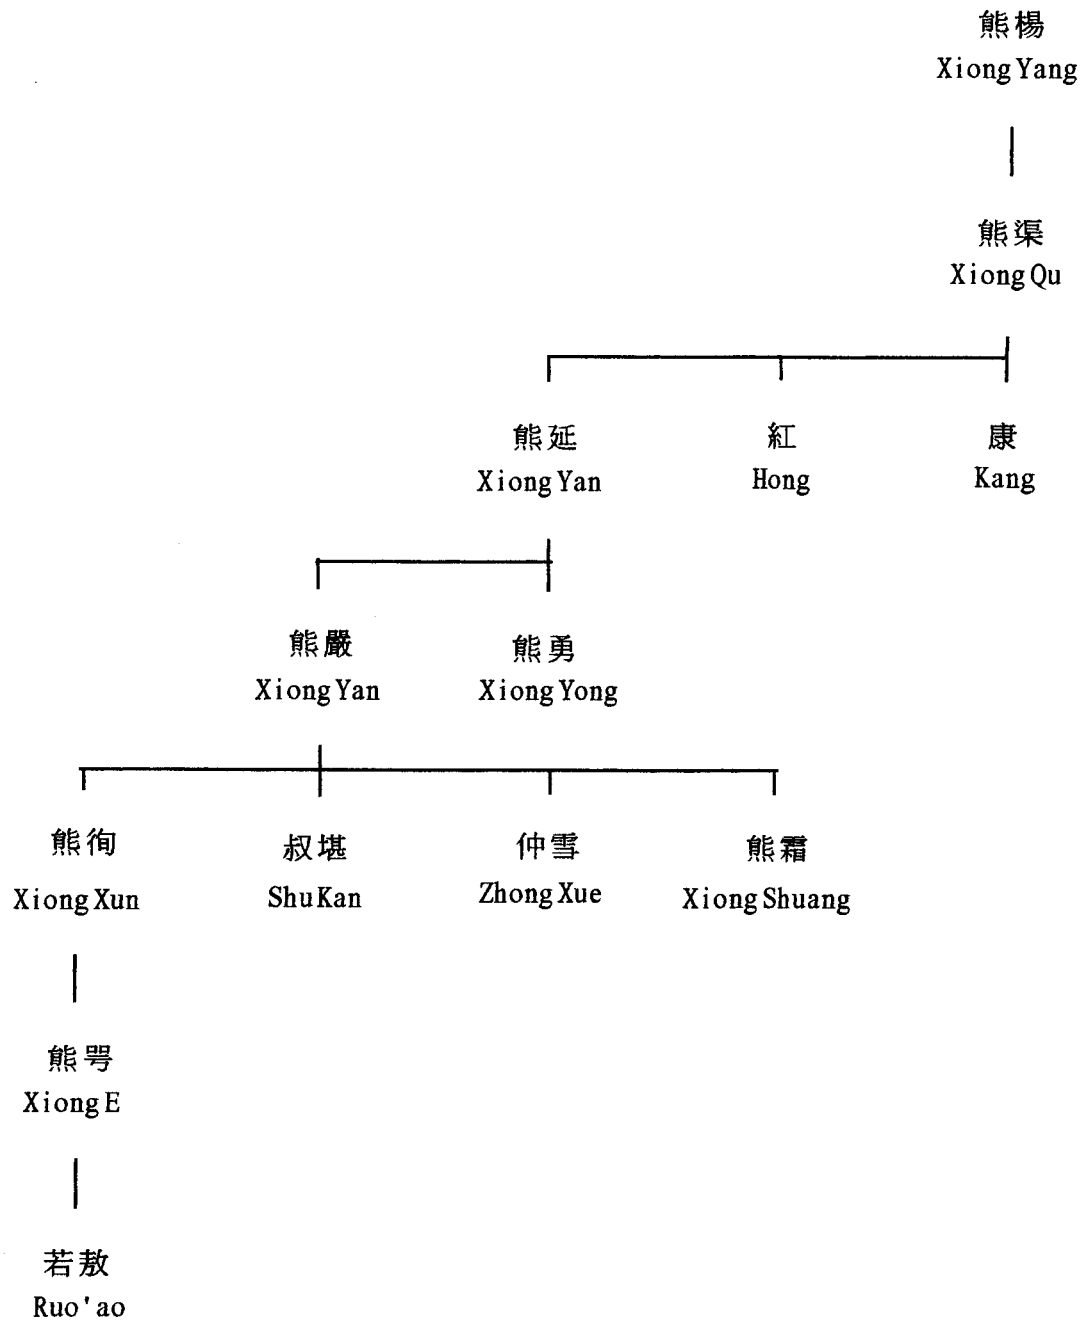 熊楊
Xiong Yang
熊渠
Xiong Qu
熊延
Xiong Yan
紅
Hong
康
Kang
熊嚴
Xiong Yan
熊勇
Xiong Yong
熊徇
Xiong Xun
叔堪
Shu Kan
仲雪
Zhong Xue
熊霜
Xiong Shuang
熊咢
Xiong E
若敖
Ruo'ao